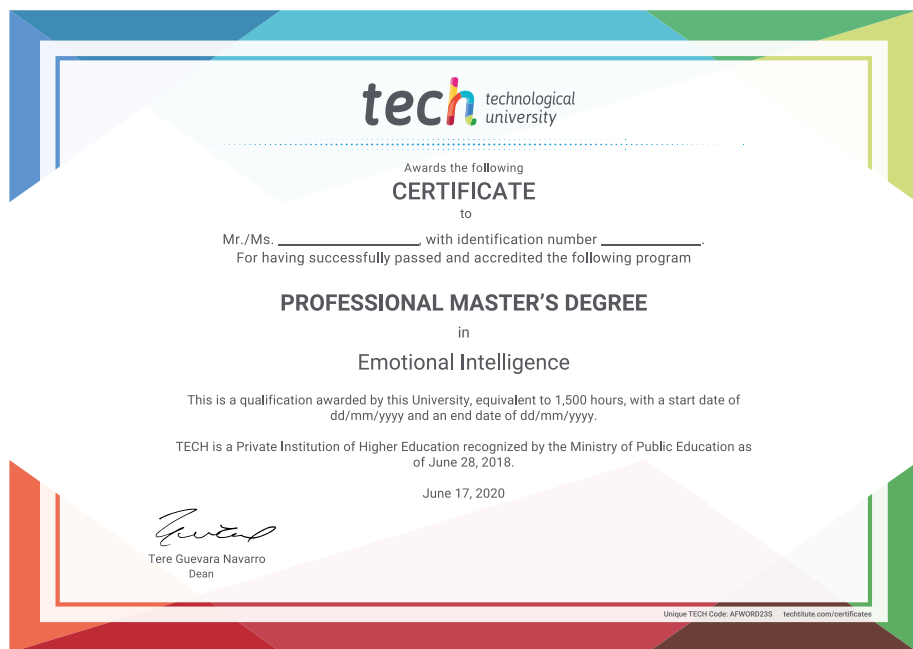 tech technological
university
Awards the following
CERTIFICATE
to
Mr./Ms. ____________________, with identification number ______________.
For having successfully passed and accredited the following program
PROFESSIONAL MASTER'S DEGREE
in
Emotional Intelligence
This is a qualification awarded by this University, equivalent to 1,500 hours, with a start date of
dd/mm/yyyy and an end date of dd/mm/yyyy.
TECH is a Private Institution of Higher Education recognized by the Ministry of Public Education as
of June 28, 2018.
June 17, 2020
Tere Guevara Navarro
Dean
Unique TECH Code: AFWORD23S techtitute.com/certificates